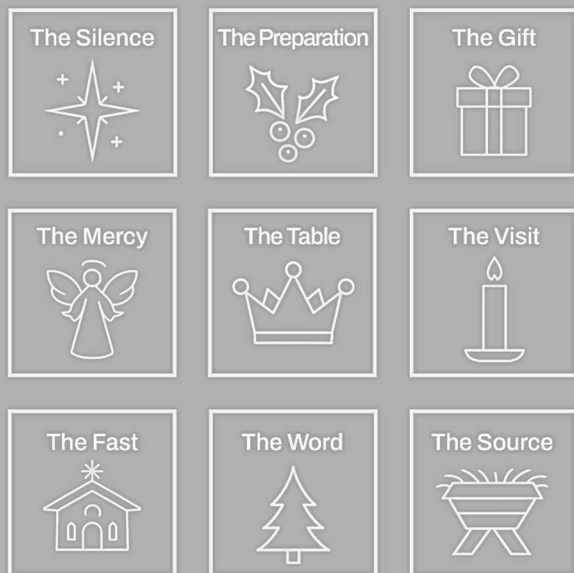 The Silence
The Preparation
The Gift
The Mercy
The Table
The Visit
The Fast
The Word
The Source